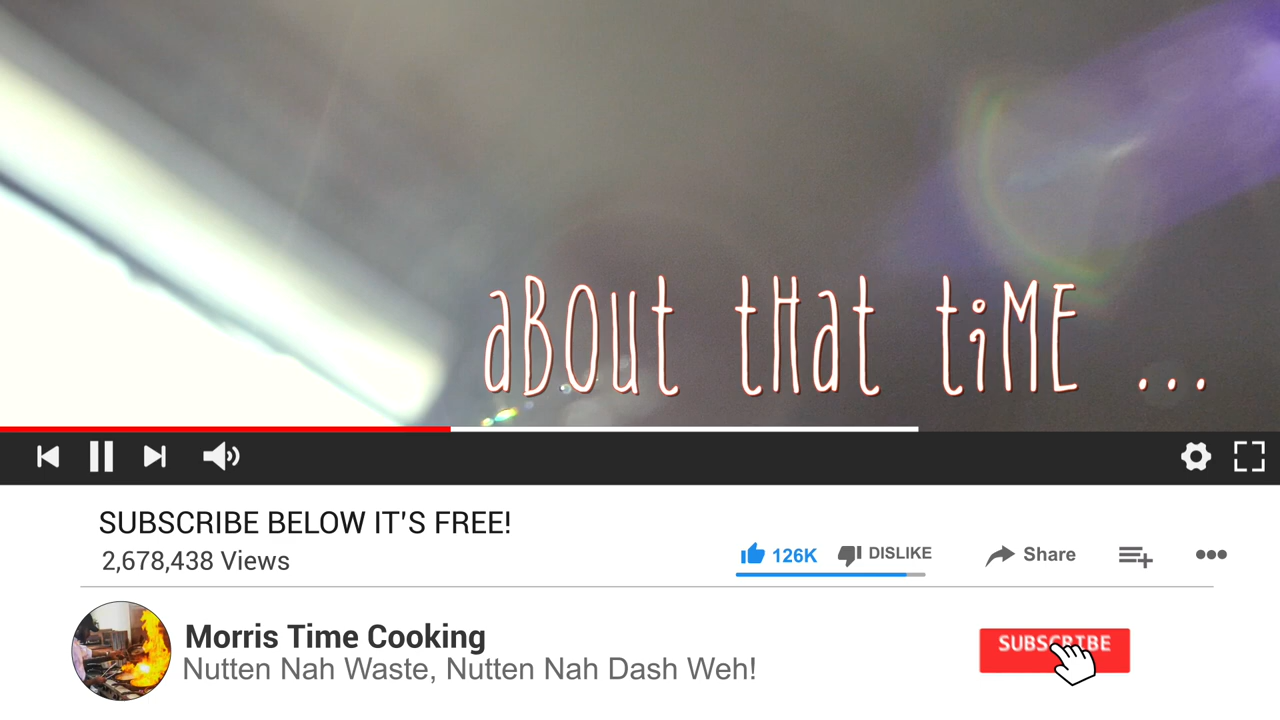 aBOut tHat tiME ...
SUBSCRIBE BELOW IT'S FREE!
2,678,438 Views
126K
DISLIKE
Share
Morris Time Cooking
Nutten Nah Waste, Nutten Nah Dash Weh!
SUBSCRIBE